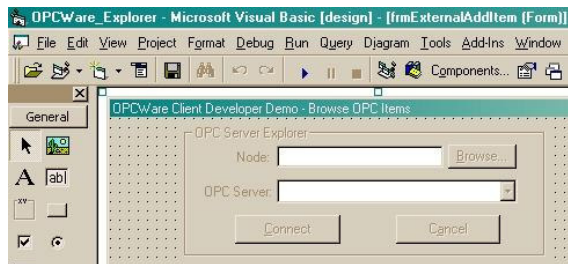 OPCWare_Explorer - Microsoft Visual Basic [design] - [frmExternalAddItem (Form)]
File Edit View Project Format Debug Run Query Diagram Tools Add-Ins Window
Components...
General
OPCWare Client Developer Demo - Browse OPC Items
OPC Server Explorer
Node: Browse...
A ab|
OPC Server:
xv
Connect Cancel